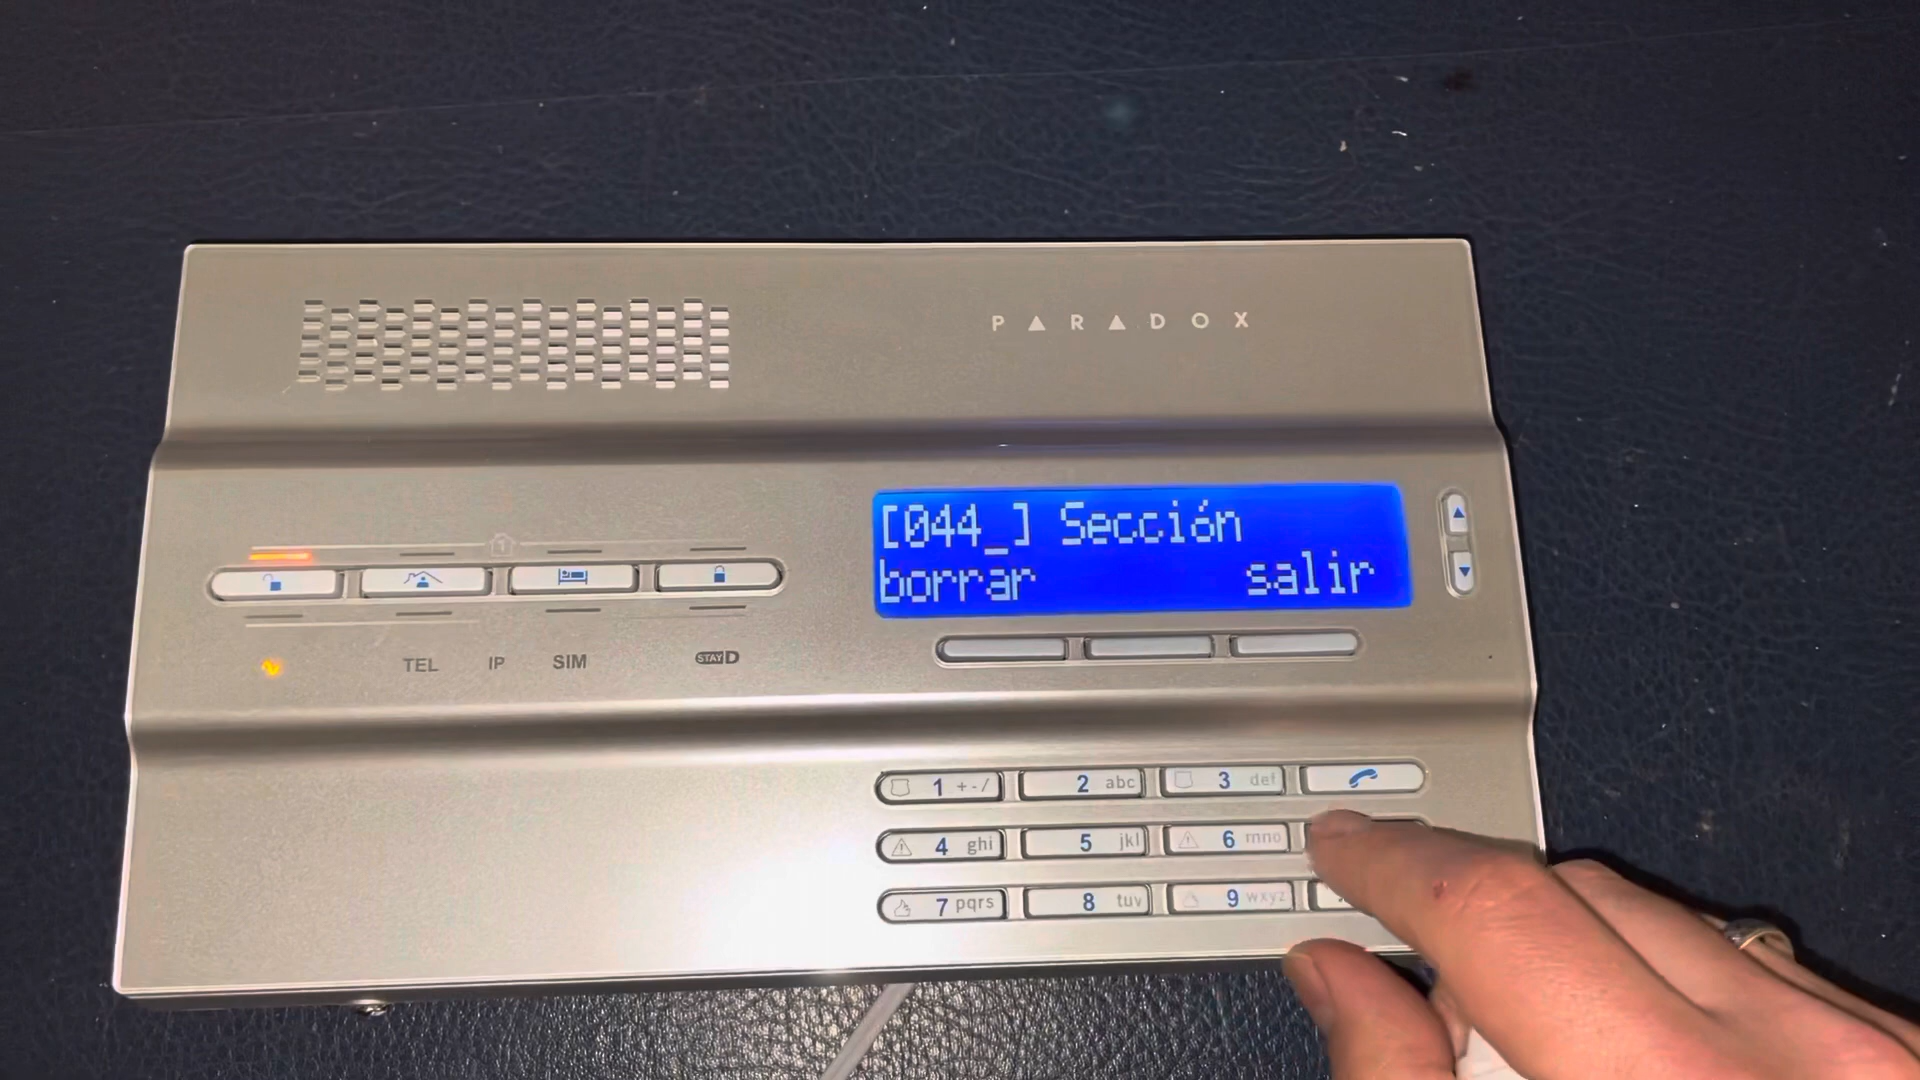 PARADOX
1
[044_] Sección
borrar salir
TEL IP SIM STAY D
1 +-/ 2 abc 3 def
4 ghi 5 jkl 6 mno
7 pqrs 8 tuv 9 wxyz